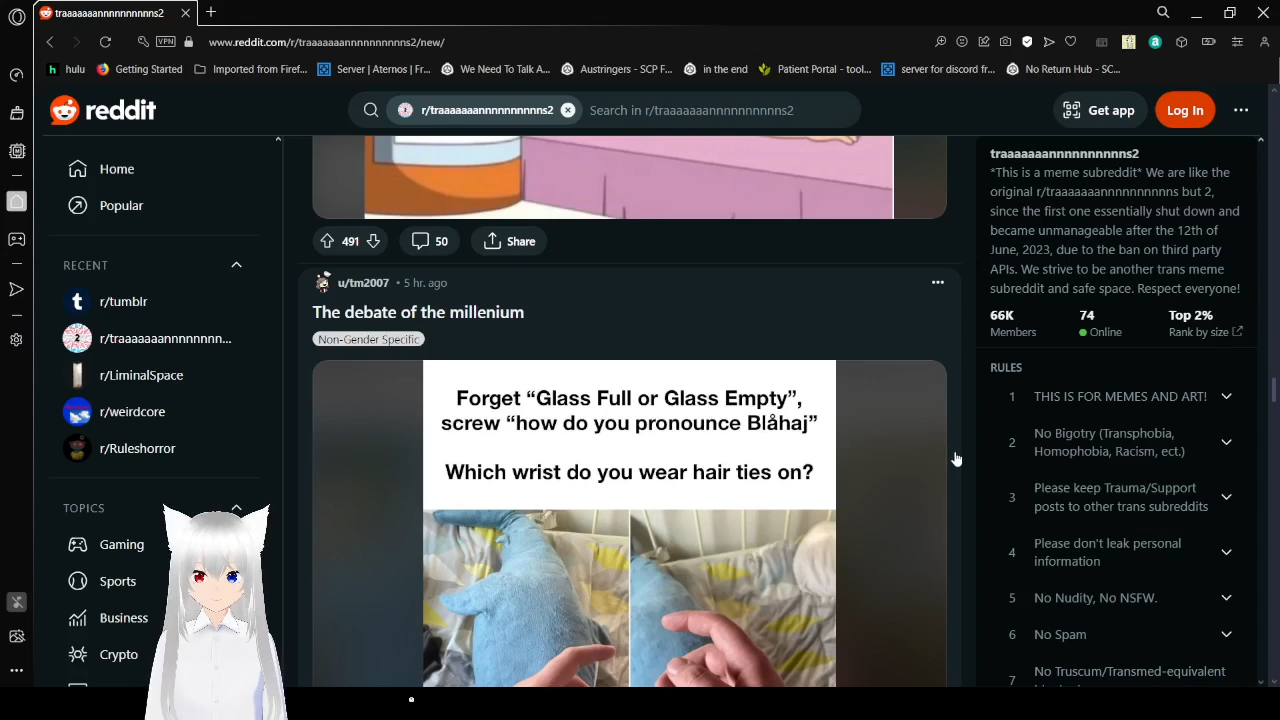 traaaaaaannnnnnnnnns2
VPN
www.reddit.com/r/traaaaaaannnnnnnnnns2/new/
hulu
Getting Started
Imported from Firef...
Server | Aternos | Fr...
We Need To Talk A...
Austringers - SCP F...
in the end
Patient Portal - tool...
server for discord fr...
No Return Hub - SC...
reddit
r/traaaaaaannnnnnnnnns2
Search in r/traaaaaaannnnnnnnnns2
Get app
Log In
Home
Popular
RECENT
r/tumblr
r/traaaaaaannnnnnn...
r/LiminalSpace
r/weirdcore
r/Ruleshorror
TOPICS
Gaming
Sports
Business
Crypto
491
50
Share
u/tm2007 • 5 hr. ago
The debate of the millenium
Non-Gender Specific
Forget “Glass Full or Glass Empty”,
screw “how do you pronounce Blåhaj”
Which wrist do you wear hair ties on?
traaaaaaannnnnnnnnns2
*This is a meme subreddit* We are like the
original r/traaaaaaannnnnnnnnns but 2,
since the first one essentially shut down and
became unmanageable after the 12th of
June, 2023, due to the ban on third party
APIs. We strive to be another trans meme
subreddit and safe space. Respect everyone!
66K
Members
74
Online
Top 2%
Rank by size
RULES
1 THIS IS FOR MEMES AND ART!
2 No Bigotry (Transphobia,
Homophobia, Racism, ect.)
3 Please keep Trauma/Support
posts to other trans subreddits
4 Please don't leak personal
information
5 No Nudity, No NSFW.
6 No Spam
7 No Truscum/Transmed-equivalent